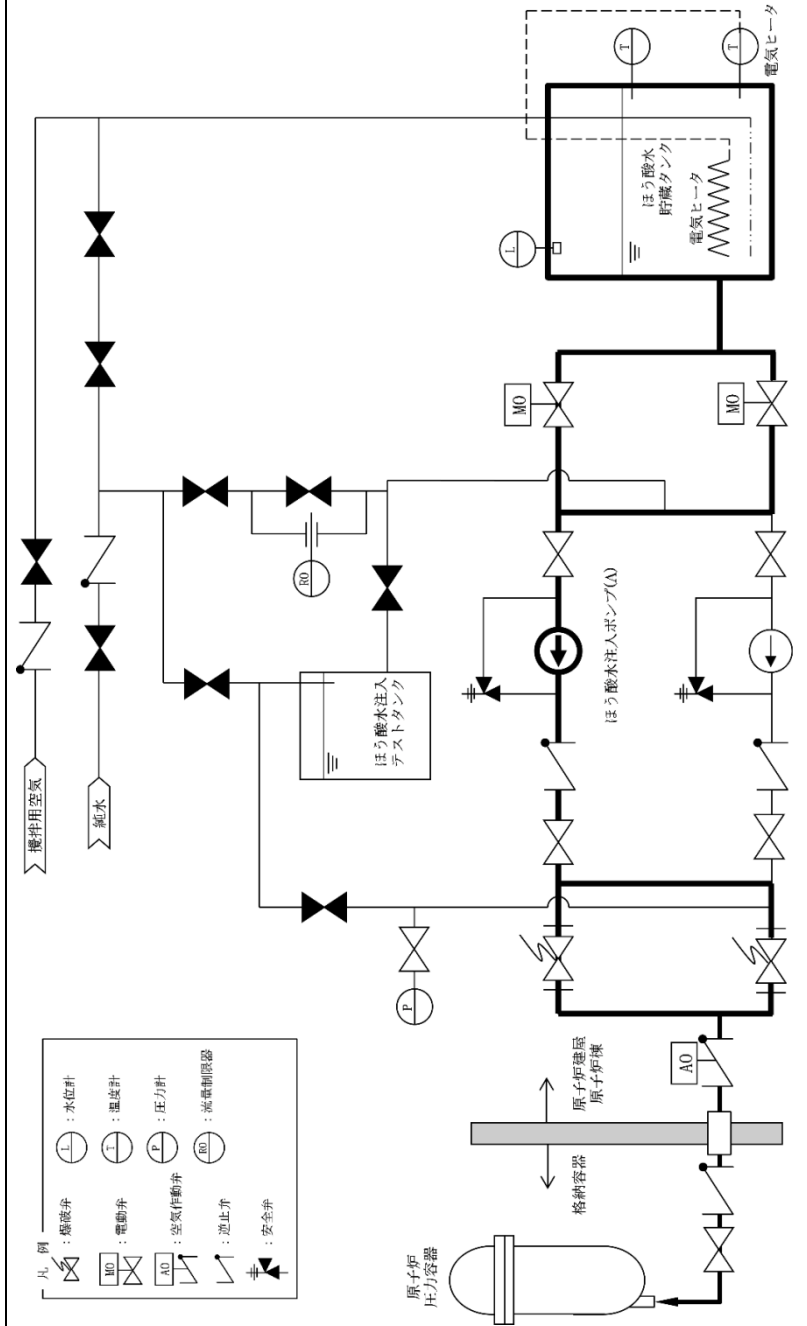 凡　例
: 爆破弁
MO
: 電動弁
AO
: 空気作動弁
: 逆止弁
: 安全弁
L
: 水位計
T
: 温度計
P
: 圧力計
RO
: 流量制限器
攪拌用空気
純水
RO
ほう酸水注入
テストタンク
P
L
ほう酸水
貯蔵タンク
電気ヒータ
T
T
電気ヒータ
MO
MO
ほう酸水注入ポンプ(A)
原子炉建屋
原子炉棟
AO
格納容器
原子炉
圧力容器